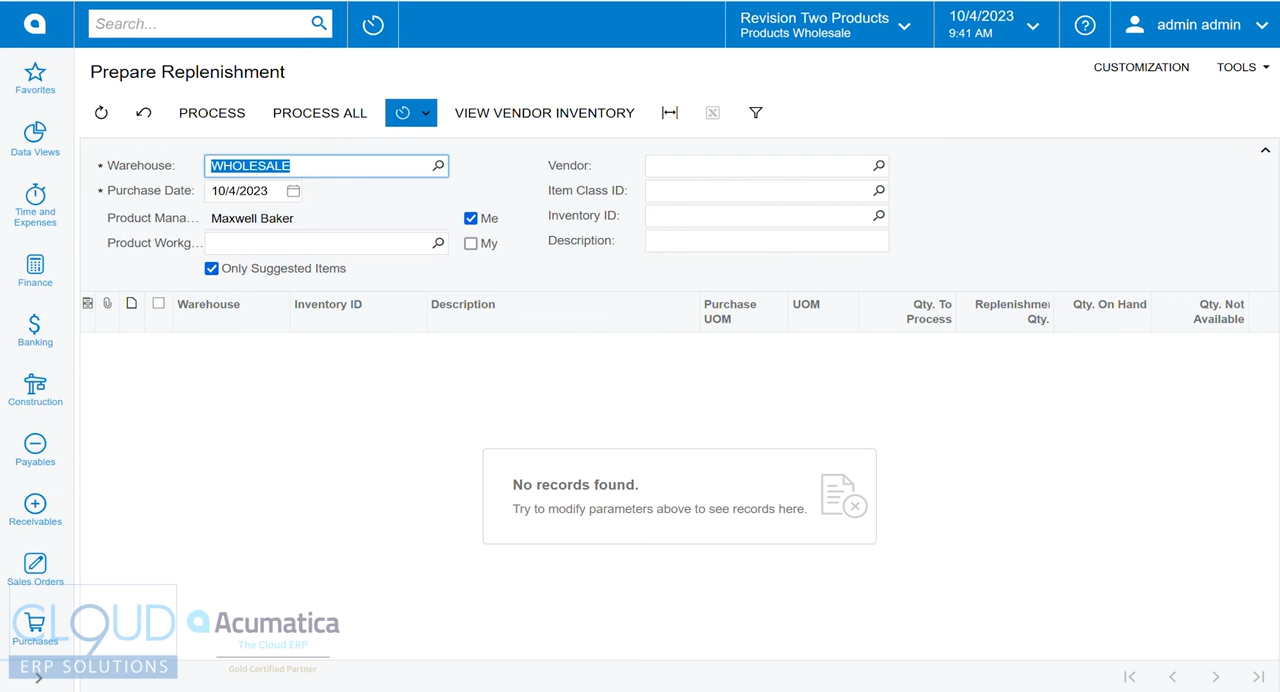 Search...
Revision Two Products
Products Wholesale
10/4/2023
9:41 AM
admin admin
Favorites
Data Views
Time and
Expenses
Finance
Banking
Construction
Payables
Receivables
Sales Orders
Purchases
Prepare Replenishment
CUSTOMIZATION
TOOLS
PROCESS
PROCESS ALL
VIEW VENDOR INVENTORY
* Warehouse:
WHOLESALE
* Purchase Date:
10/4/2023
Product Mana...
Maxwell Baker
Me
Product Workg...
My
Only Suggested Items
Vendor:
Item Class ID:
Inventory ID:
Description:
Warehouse
Inventory ID
Description
Purchase
UOM
UOM
Qty. To
Process
Replenishmer
Qty.
Qty. On Hand
Qty. Not
Available
No records found.
Try to modify parameters above to see records here.
CLOUD
9
ERP SOLUTIONS
Acumatica
The Cloud ERP
Gold Certified Partner